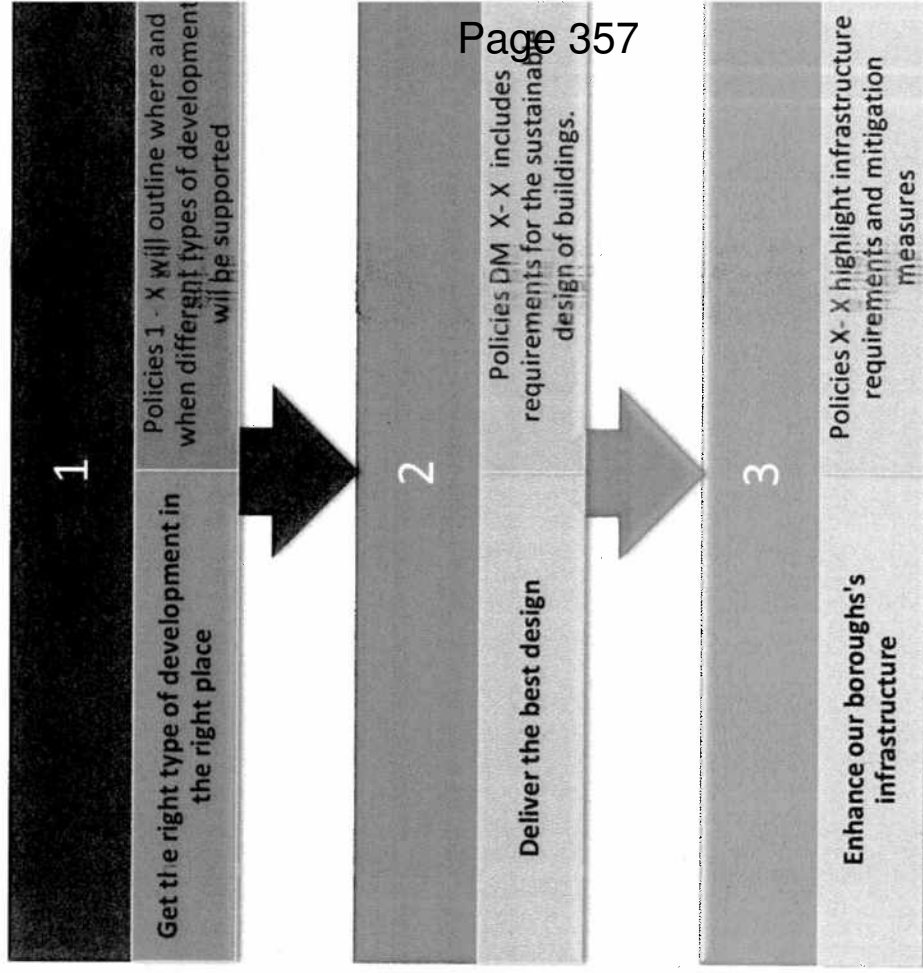 Page 357
1
Get the right type of development in
the right place
Policies 1 - X will outline where and
when different types of development
will be supported
2
Deliver the best design
Policies DM X- X includes
requirements for the sustainable
design of buildings.
3
Enhance our boroughs's
infrastructure
Policies X- X highlight infrastructure
requirements and mitigation
measures